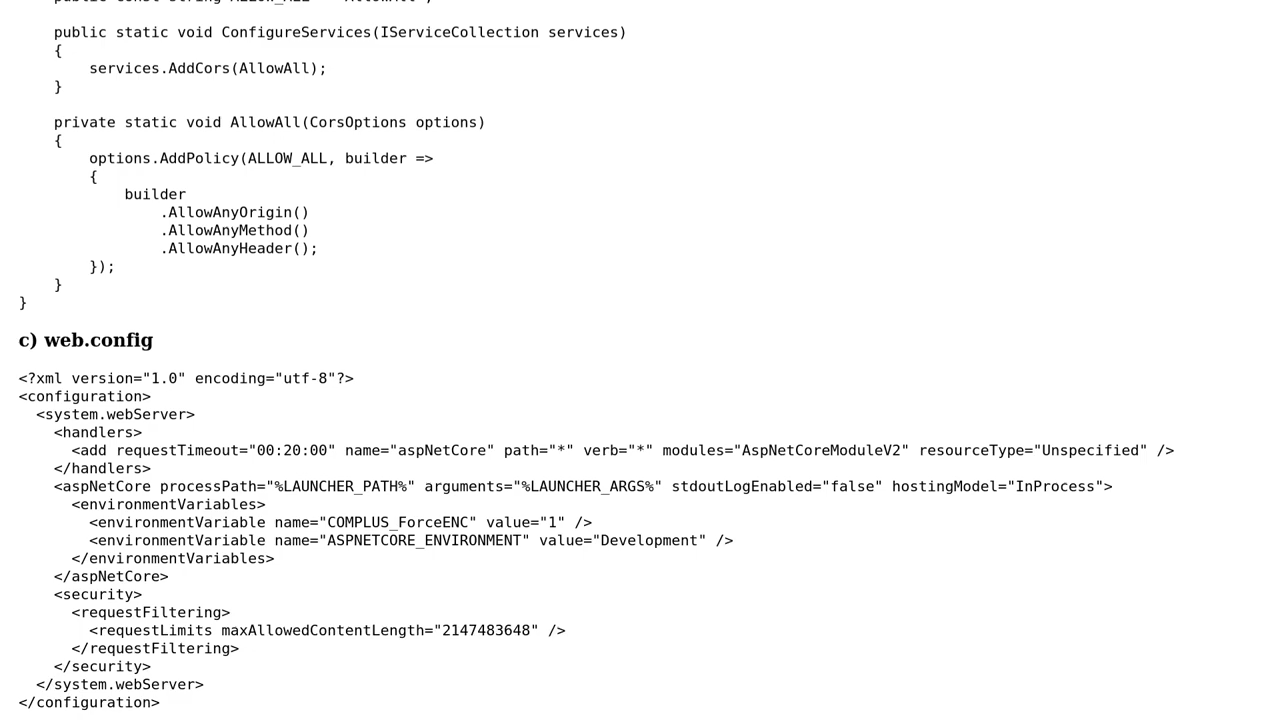 public static void ConfigureServices(IServiceCollection services)
{
services.AddCors(AllowAll);
}
private static void AllowAll(CorsOptions options)
{
options.AddPolicy(ALLOW_ALL, builder =>
{
builder
.AllowAnyOrigin()
.AllowAnyMethod()
.AllowAnyHeader();
});
}
}
c) web.config
<?xml version="1.0" encoding="utf-8"?>
<configuration>
<system.webServer>
<handlers>
<add requestTimeout="00:20:00" name="aspNetCore" path="*" verb="*" modules="AspNetCoreModuleV2" resourceType="Unspecified" />
</handlers>
<aspNetCore processPath="%LAUNCHER_PATH%" arguments="%LAUNCHER_ARGS%" stdoutLogEnabled="false" hostingModel="InProcess">
<environmentVariables>
<environmentVariable name="COMPLUS_ForceENC" value="1" />
<environmentVariable name="ASPNETCORE_ENVIRONMENT" value="Development" />
</environmentVariables>
</aspNetCore>
<security>
<requestFiltering>
<requestLimits maxAllowedContentLength="2147483648" />
</requestFiltering>
</security>
</system.webServer>
</configuration>